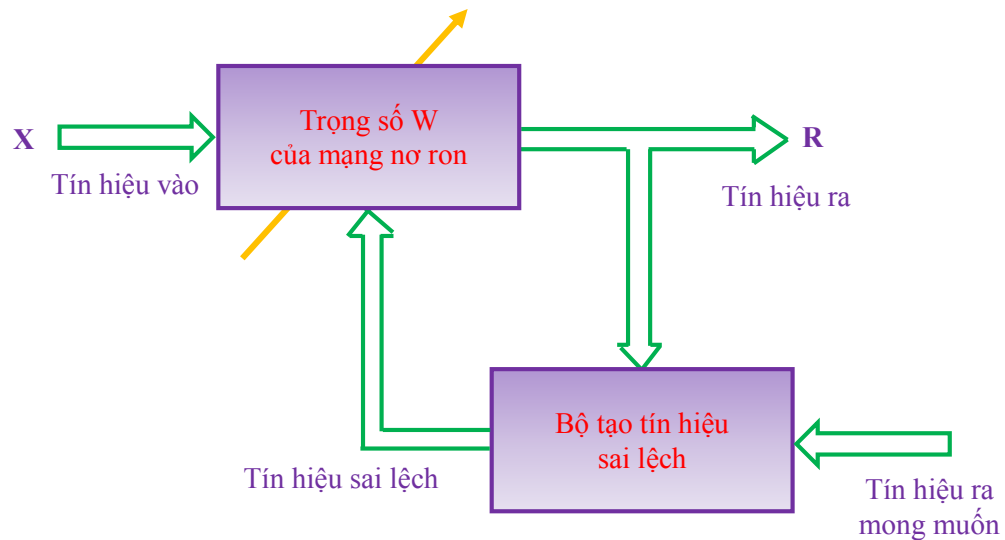 Trọng số W
của mạng nơ ron
X
R
Tín hiệu vào
Tín hiệu ra
Bộ tạo tín hiệu
sai lệch
Tín hiệu sai lệch
Tín hiệu ra
mong muốn